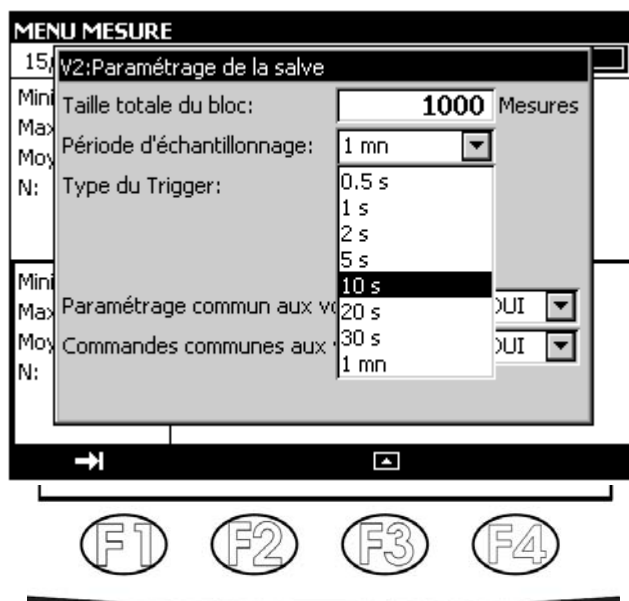 MENU MESURE
15/
V2:Paramétrage de la salve
Mini
Taille totale du bloc: 1000 Mesures
Max
Période d'échantillonnage: 1 mn
Moy
N:
Type du Trigger:
0.5 s
1 s
2 s
5 s
10 s
20 s
30 s
1 mn
Mini
Max
Paramétrage commun aux OUI
Moy
Commandes communes aux OUI
N:
F1 F2 F3 F4